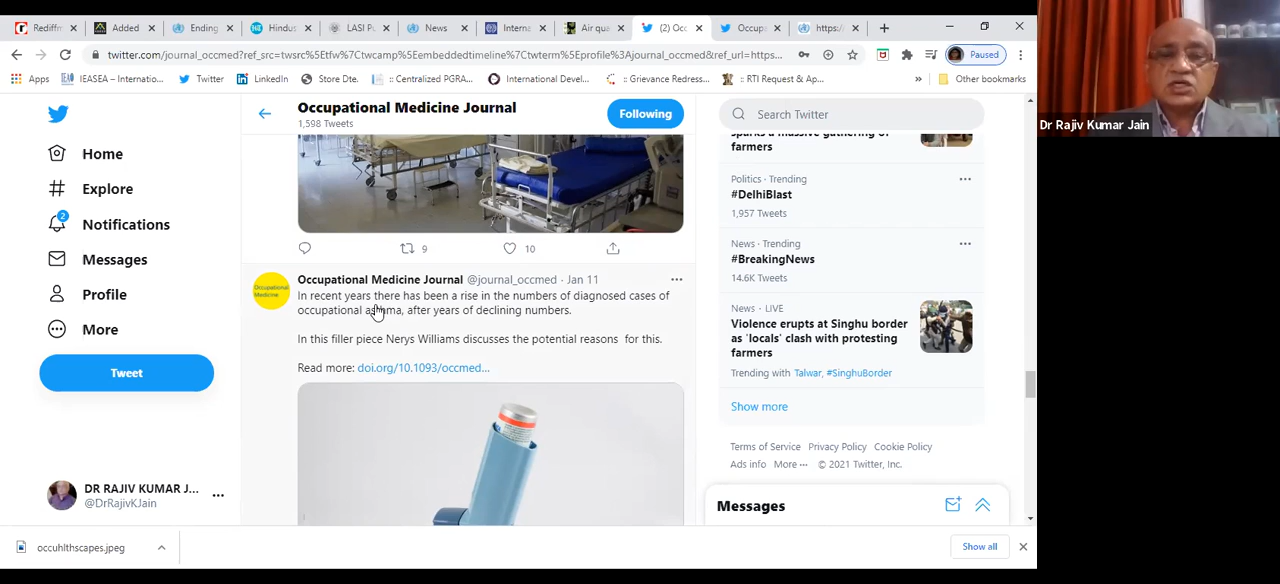 Rediffm
Added
Ending
Hindus
LASI P
News
Interna
Air qua
(2) Occ
Occupa
https:/
twitter.com/journal_occmed?ref_src=twsrc%5Etfw%7Ctwcamp%5Eembeddedtimeline%7Ctwterm%5Eprofile%3Ajournal_occmed&ref_url=https...
Paused
Apps
IEASEA – Internatio...
Twitter
LinkedIn
Store Dte.
:: Centralized PGRA...
International Devel...
:: Grievance Redress...
:: RTI Request & Ap...
»
Other bookmarks
Home
Explore
2
Notifications
Messages
Profile
More
Tweet
DR RAJIV KUMAR J...
@DrRajivKJain
Occupational Medicine Journal
1,598 Tweets
Following
9
10
Occupational Medicine
Occupational Medicine Journal @journal_occmed · Jan 11
In recent years there has been a rise in the numbers of diagnosed cases of
occupational asthma, after years of declining numbers.
In this filler piece Nerys Williams discusses the potential reasons for this.
Read more: doi.org/10.1093/occmed...
Search Twitter
sparks a massive gathering of
farmers
Politics · Trending
#DelhiBlast
1,957 Tweets
News · Trending
#BreakingNews
14.6K Tweets
News · LIVE
Violence erupts at Singhu border
as 'locals' clash with protesting
farmers
Trending with Talwar, #SinghuBorder
Show more
Terms of Service Privacy Policy Cookie Policy
Ads info More ··· © 2021 Twitter, Inc.
Messages
occuhlthscapes.jpeg
Show all
Dr Rajiv Kumar Jain